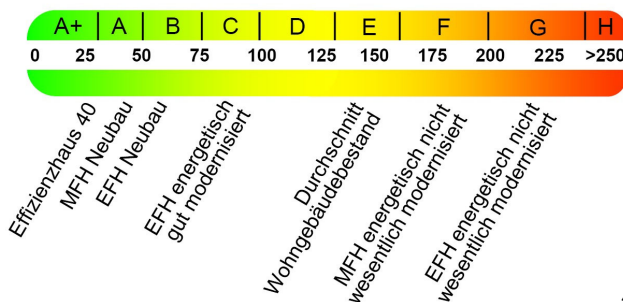 A+ A B C D E F G H
0 25 50 75 100 125 150 175 200 225 >250
Effizienzhaus 40
MFH Neubau
EFH Neubau
EFH energetisch
gut modernisiert
Durchschnitt
Wohngebäudebestand
MFH energetisch nicht
wesentlich modernisiert
EFH energetisch nicht
wesentlich modernisiert